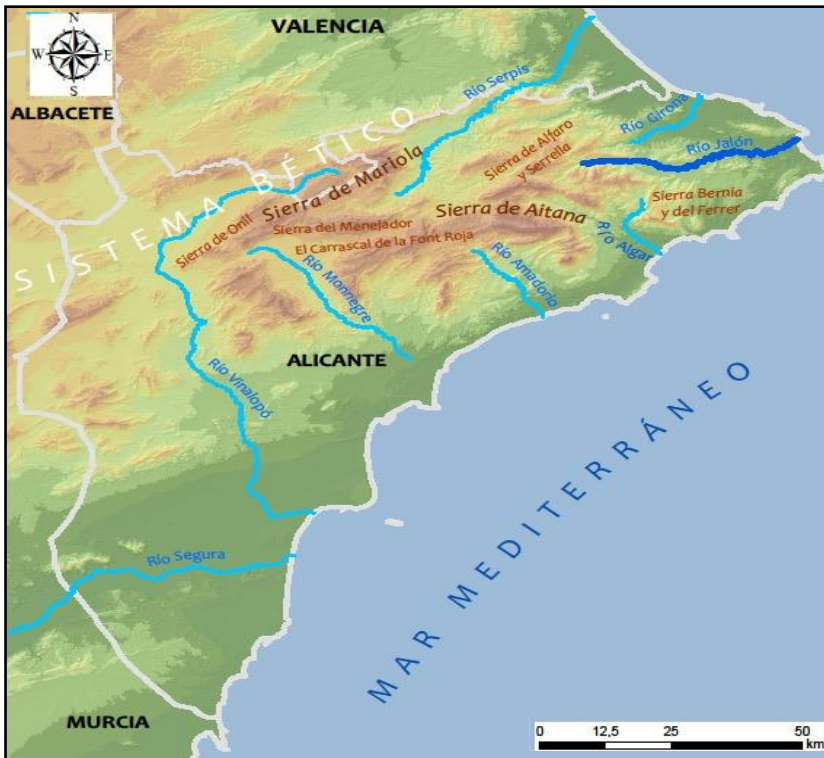 N
W E
S
VALENCIA
ALBACETE
SISTEMA BÉTICO
Río Serpis
Río Girona
Río Jalón
Sierra de Alfaro
y Serrella
Sierra de Mariola
Sierra de Onil
Sierra del Menejador
El Carrascal de la Font Roja
Sierra de Aitana
Sierra Bernia
y del Ferrer
Río Algar
Río Amadorio
Río Monnegre
ALICANTE
Río Vinalopó
MAR MEDITERRÁNEO
Río Segura
MURCIA
0 12,5 25 50
km